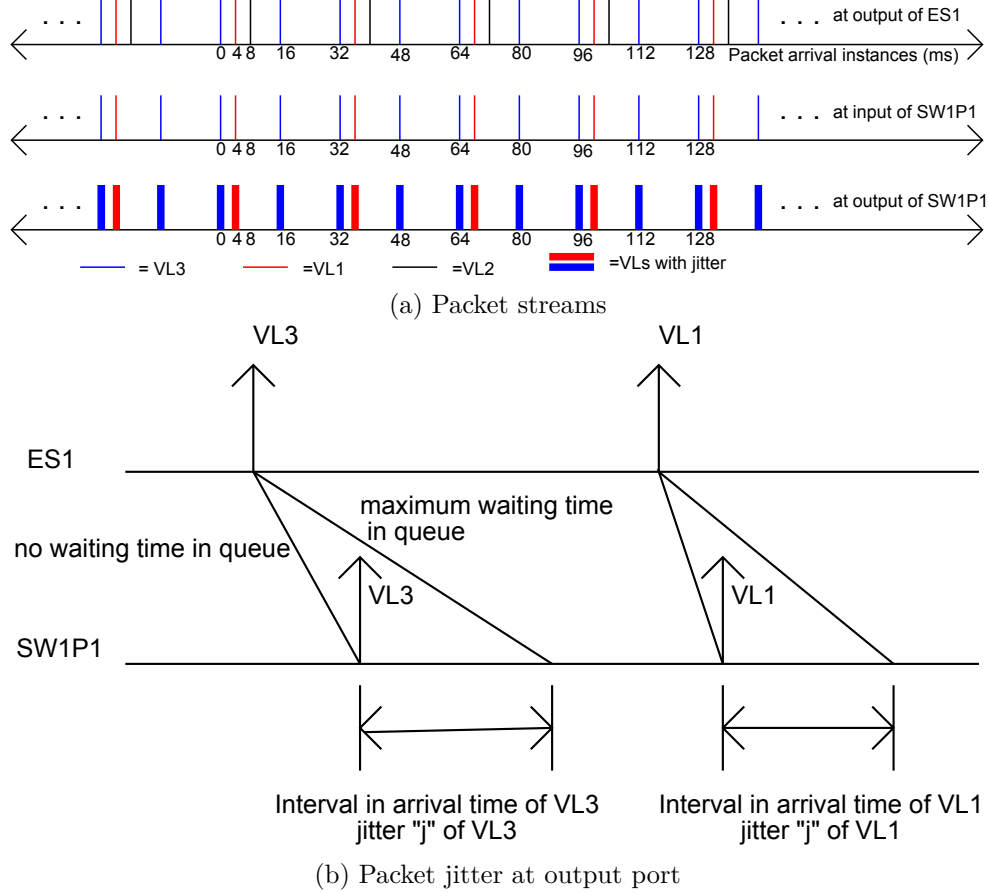 . . . . . . at output of ES1
0 4 8 16 32 48 64 80 96 112 128 Packet arrival instances (ms)
. . . . . . at input of SW1P1
0 4 8 16 32 48 64 80 96 112 128
. . . . . . at output of SW1P1
0 4 8 16 32 48 64 80 96 112 128
= VL3 =VL1 =VL2 =VLs with jitter
(a) Packet streams
VL3 VL1
ES1
maximum waiting time
in queue
no waiting time in queue
VL3 VL1
SW1P1
Interval in arrival time of VL3
jitter "j" of VL3
Interval in arrival time of VL1
jitter "j" of VL1
(b) Packet jitter at output port